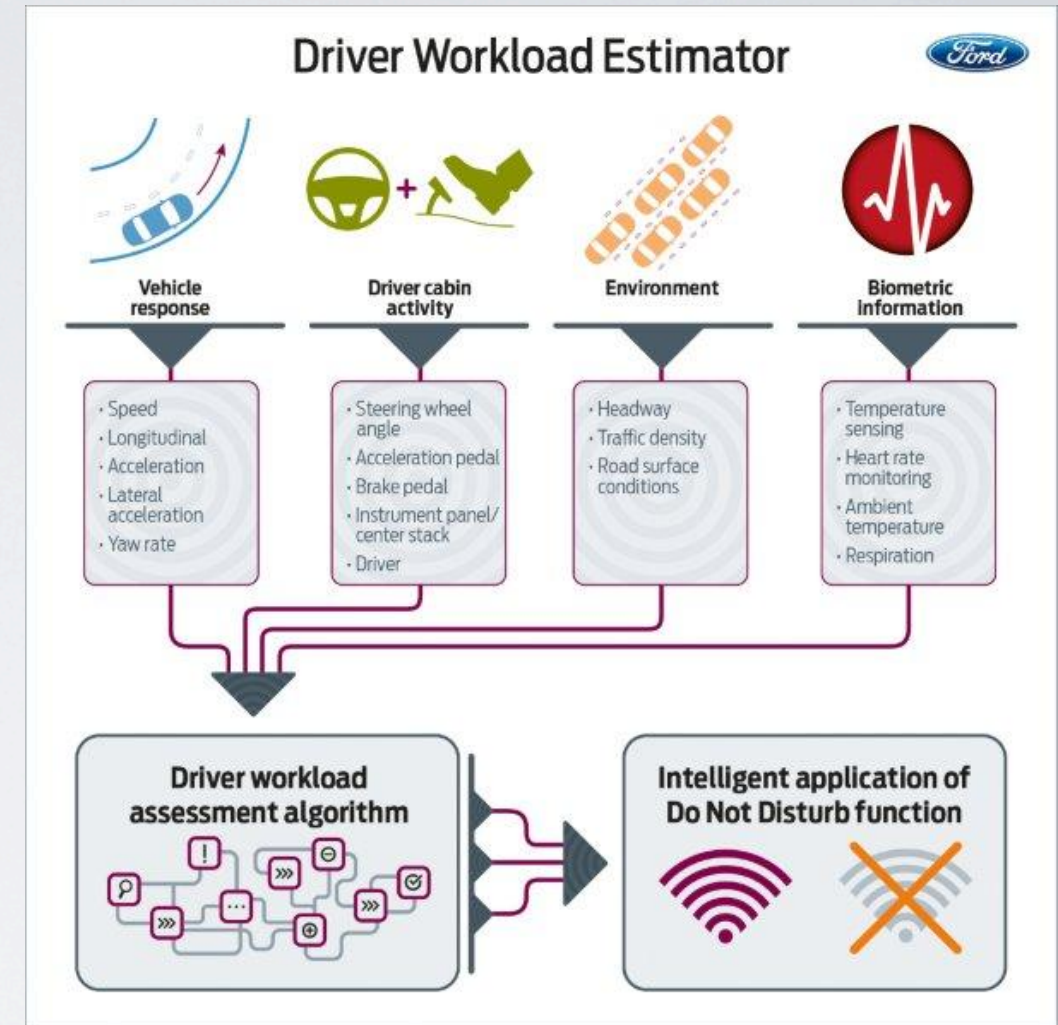 Driver Workload Estimator
Ford
Vehicle
response
Driver cabin
activity
Environment
Biometric
information
· Speed
· Longitudinal
· Acceleration
· Lateral
acceleration
· Yaw rate
· Steering wheel
angle
· Acceleration pedal
· Brake pedal
· Instrument panel/
center stack
· Driver
· Headway
· Traffic density
· Road surface
conditions
· Temperature
sensing
· Heart rate
monitoring
· Ambient
temperature
· Respiration
Driver workload
assessment algorithm
Intelligent application of
Do Not Disturb function